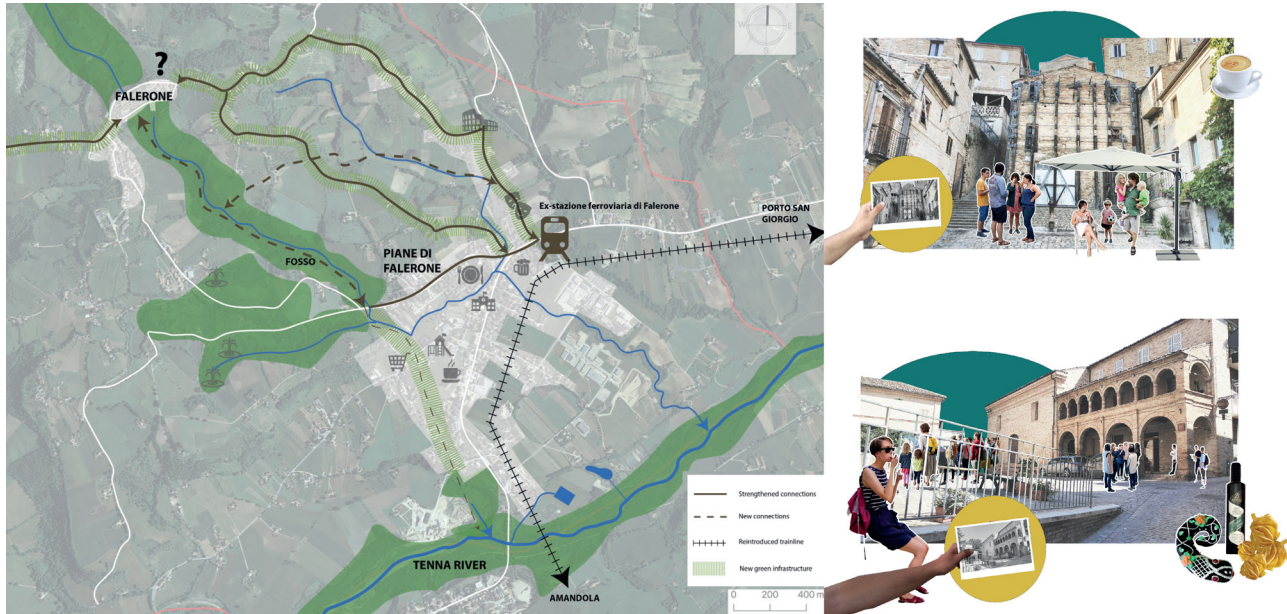 ?
FALERONE
Ex-stazione ferroviaria di Falerone
PORTO SAN
GIORGIO
PIANE DI
FALERONE
FOSSO
TENNA RIVER
AMANDOLA
Strengthened connections
New connections
Reintroduced trainline
New green infrastructure
0 200 400 m